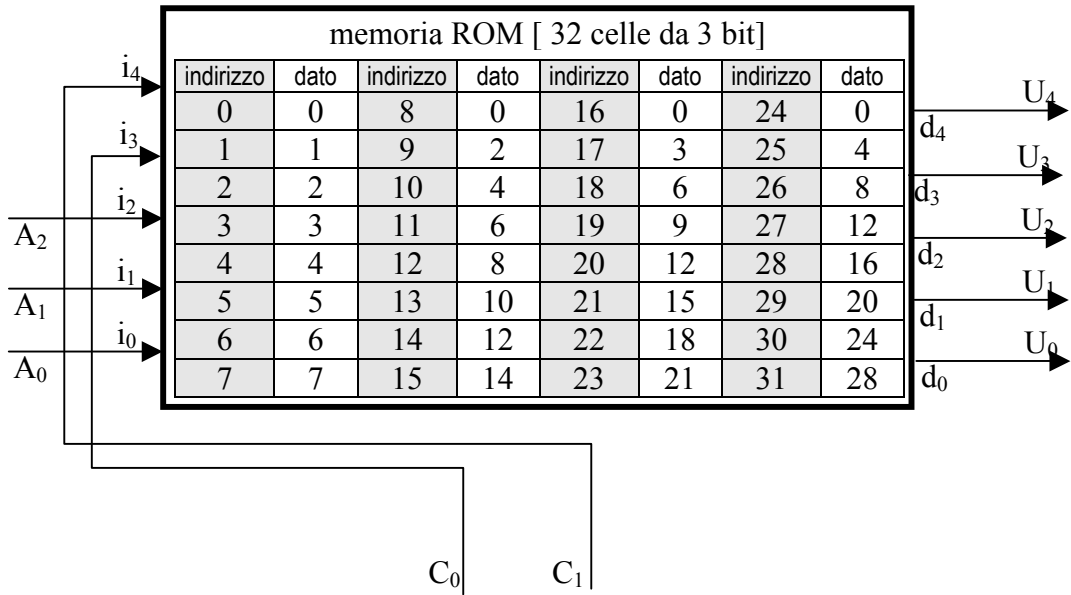 memoria ROM [ 32 celle da 3 bit]
indirizzo dato indirizzo dato indirizzo dato indirizzo dato
0 0 8 0 16 0 24 0
1 1 9 2 17 3 25 4
2 2 10 4 18 6 26 8
3 3 11 6 19 9 27 12
4 4 12 8 20 12 28 16
5 5 13 10 21 15 29 20
6 6 14 12 22 18 30 24
7 7 15 14 23 21 31 28
i4
i3
i2
A2
i1
A1
i0
A0
U4
d4
U3
d3
U2
d2
U1
d1
U0
d0
C0 C1